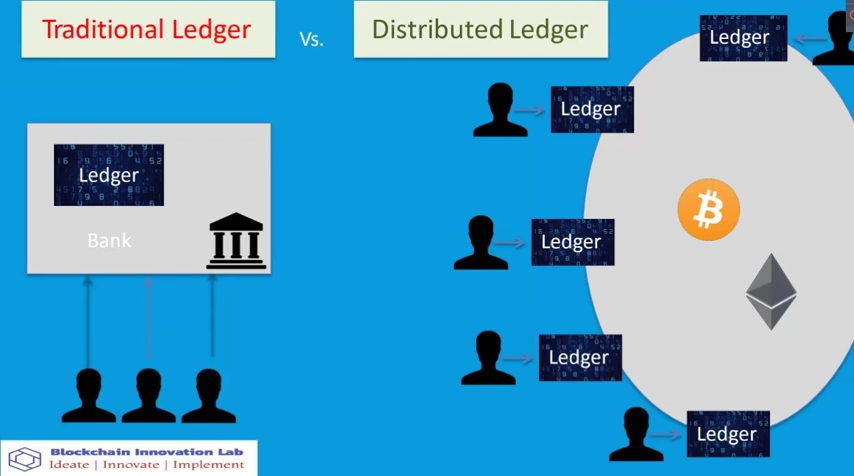 Traditional Ledger
Vs.
Distributed Ledger
Ledger
Bank
Ledger
Ledger
Ledger
Ledger
Ledger
Blockchain Innovation Lab
Ideate | Innovate | Implement